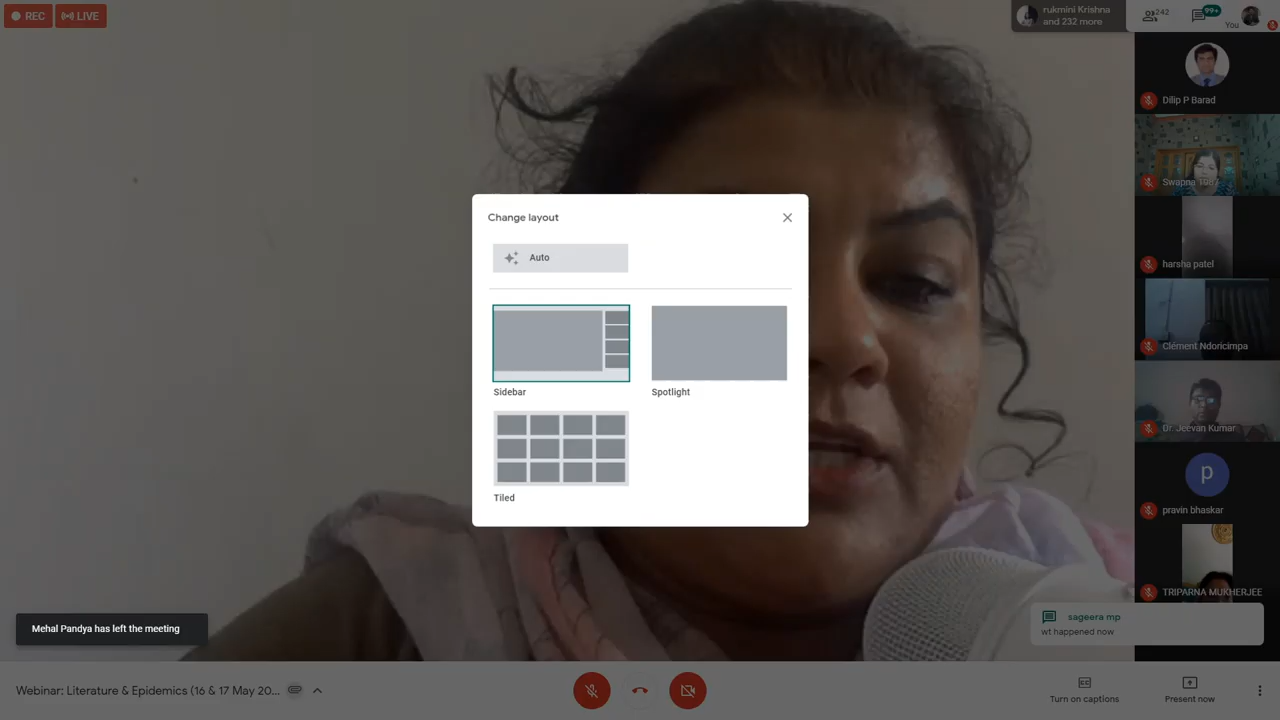 REC
LIVE
rukmini Krishna
and 232 more
242
99+
You
Dilip P Barad
harsha patel
Clément Ndoricimpa
Dr. Jeevan Kumar
p
pravin bhaskar
TRIPARNA MUKHERJEE
Change layout
Auto
Sidebar
Spotlight
Tiled
Mehal Pandya has left the meeting
sageera mp
wt happened now
Webinar: Literature & Epidemics (16 & 17 May 20...
CC
Turn on captions
Present now